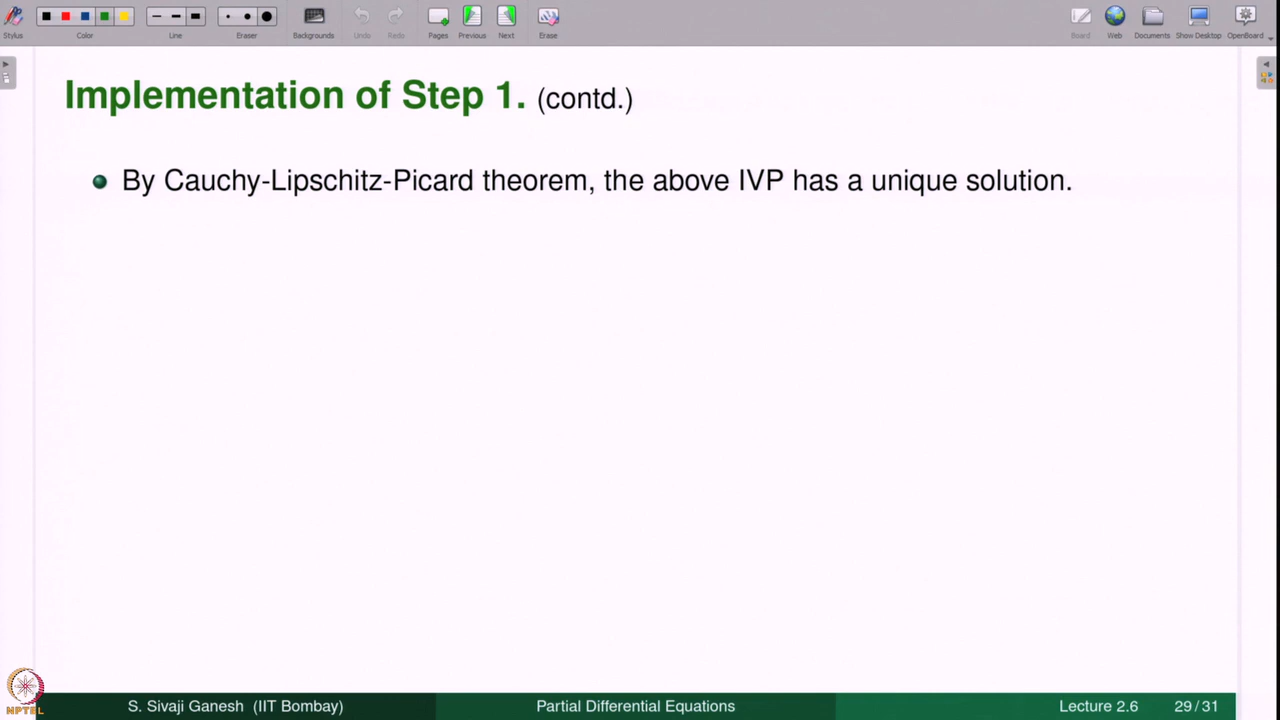 Stylus
Color
Line
Eraser
Backgrounds
Undo
Redo
Pages
Previous
Next
Erase
Board
Web
Documents
Show Desktop
OpenBoard
Implementation of Step 1. (contd.)
By Cauchy-Lipschitz-Picard theorem, the above IVP has a unique solution.
NPTEL
S. Sivaji Ganesh (IIT Bombay)
Partial Differential Equations
Lecture 2.6
29 / 31